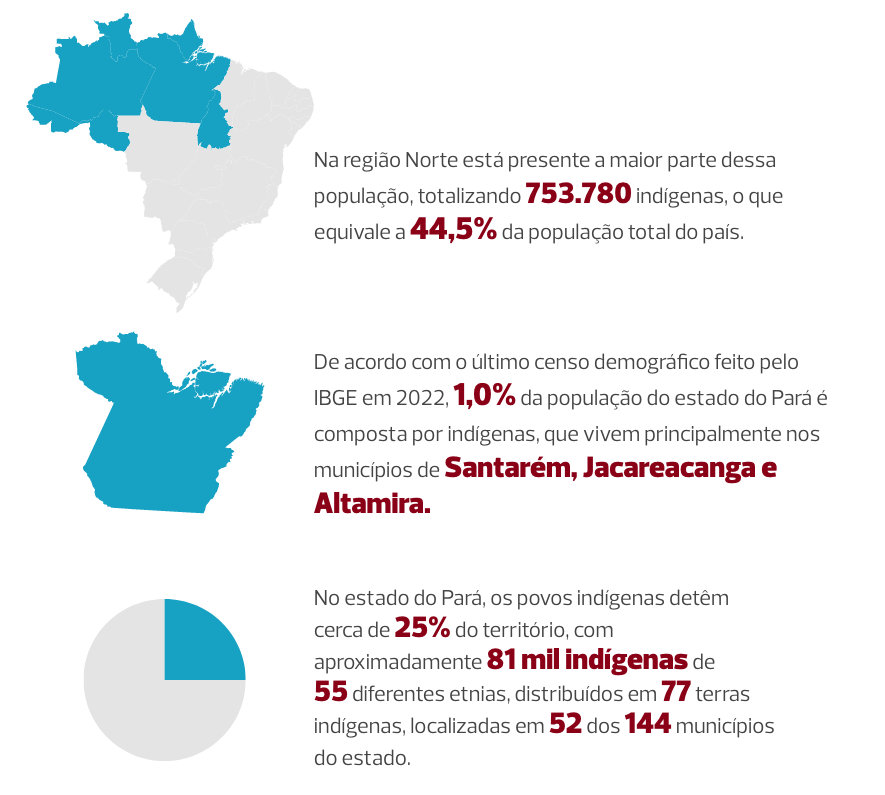 Na região Norte está presente a maior parte dessa
população, totalizando 753.780 indígenas, o que
equivale a 44,5% da população total do país.
De acordo com o último censo demográfico feito pelo
IBGE em 2022, 1,0% da população do estado do Pará é
composta por indígenas, que vivem principalmente nos
municípios de Santarém, Jacareacanga e
Altamira.
No estado do Pará, os povos indígenas detêm
cerca de 25% do território, com
aproximadamente 81 mil indígenas de
55 diferentes etnias, distribuídos em 77 terras
indígenas, localizadas em 52 dos 144 municípios
do estado.